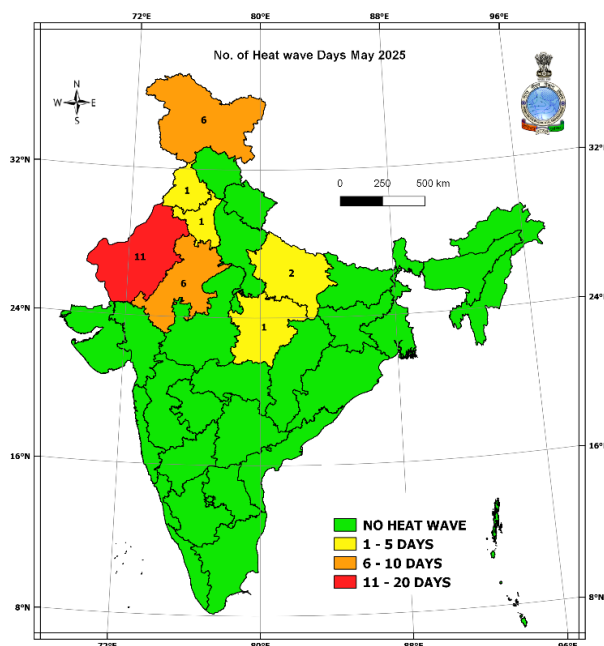 72°E 80°E 88°E 96°E
No. of Heat wave Days May 2025
N
W E
S
6
32°N 32°N
0 250 500 km
1
1
11
2
6
24°N 24°N
1
16°N 16°N
NO HEAT WAVE
1 - 5 DAYS
6 - 10 DAYS
11 - 20 DAYS
8°N 8°N
72°E 80°E 88°E 96°E